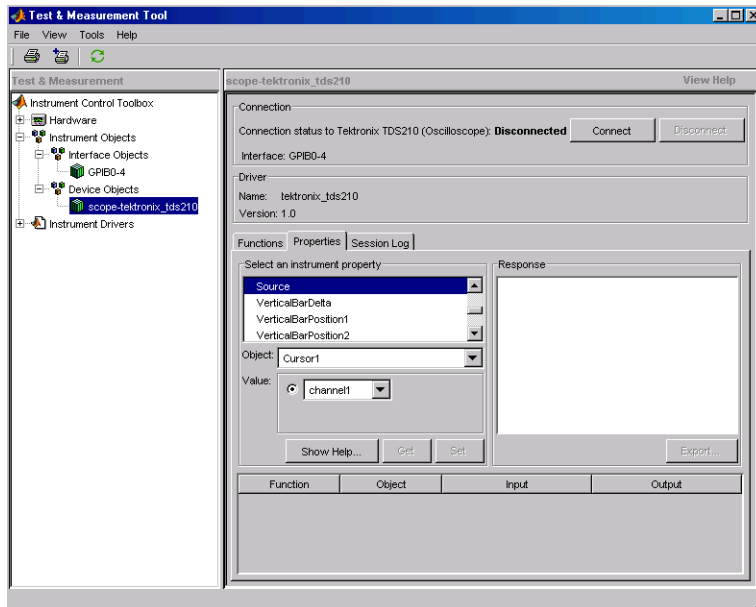 Test & Measurement Tool
File View Tools Help
Test & Measurement
Instrument Control Toolbox
Hardware
Instrument Objects
Interface Objects
GPIB0-4
Device Objects
scope-tektronix_tds210
Instrument Drivers
scope-tektronix_tds210 View Help
Connection
Connection status to Tektronix TDS210 (Oscilloscope): Disconnected Connect Disconnect
Interface: GPIB0-4
Driver
Name: tektronix_tds210
Version: 1.0
Functions Properties Session Log
Select an instrument property
Source
VerticalBarDelta
VerticalBarPosition1
VerticalBarPosition2
Object: Cursor1
Value: channel1
Show Help... Get Set
Response
Export...
Function Object Input Output